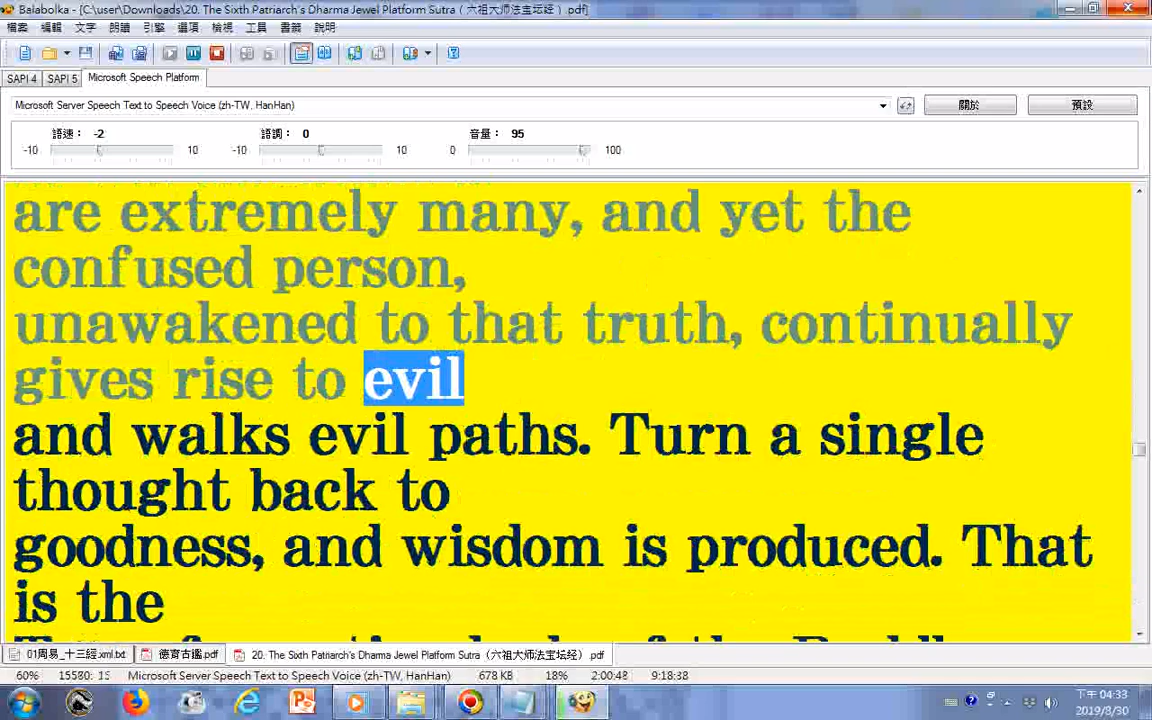 Balabolka - [C:\user\Downloads\20. The Sixth Patriarch's Dharma Jewel Platform Sutra（六祖大师法宝坛经）.pdf]
檔案 編輯 文字 朗讀 引擎 選項 檢視 工具 書籤 說明
SAPI 4 SAPI 5 Microsoft Speech Platform
Microsoft Server Speech Text to Speech Voice (zh-TW, HanHan) 關於 預設
語速： -2 語調： 0 音量： 95
-10 10 -10 10 0 100
are extremely many, and yet the
confused person,
unawakened to that truth, continually
gives rise to evil
and walks evil paths. Turn a single
thought back to
goodness, and wisdom is produced. That
is the
01周易_十三經.xml.txt 德育古鑑.pdf 20. The Sixth Patriarch's Dharma Jewel Platform Sutra（六祖大师法宝坛经）.pdf
60% 15580: 15 Microsoft Server Speech Text to Speech Voice (zh-TW, HanHan) 678 KB 18% 2:00:48 9:18:38
下午 04:33
2019/8/30